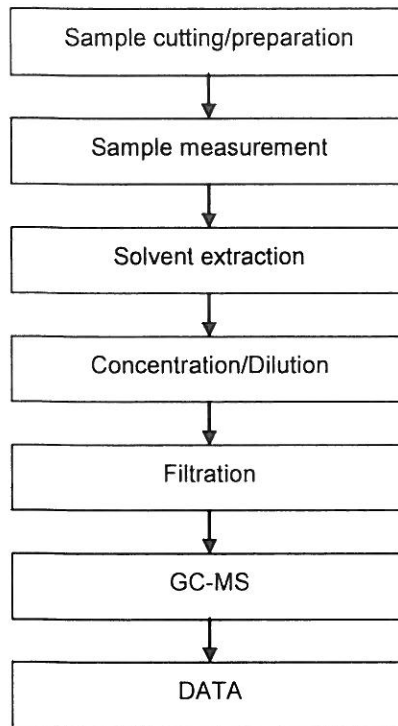 Sample cutting/preparation
Sample measurement
Solvent extraction
Concentration/Dilution
Filtration
GC-MS
DATA